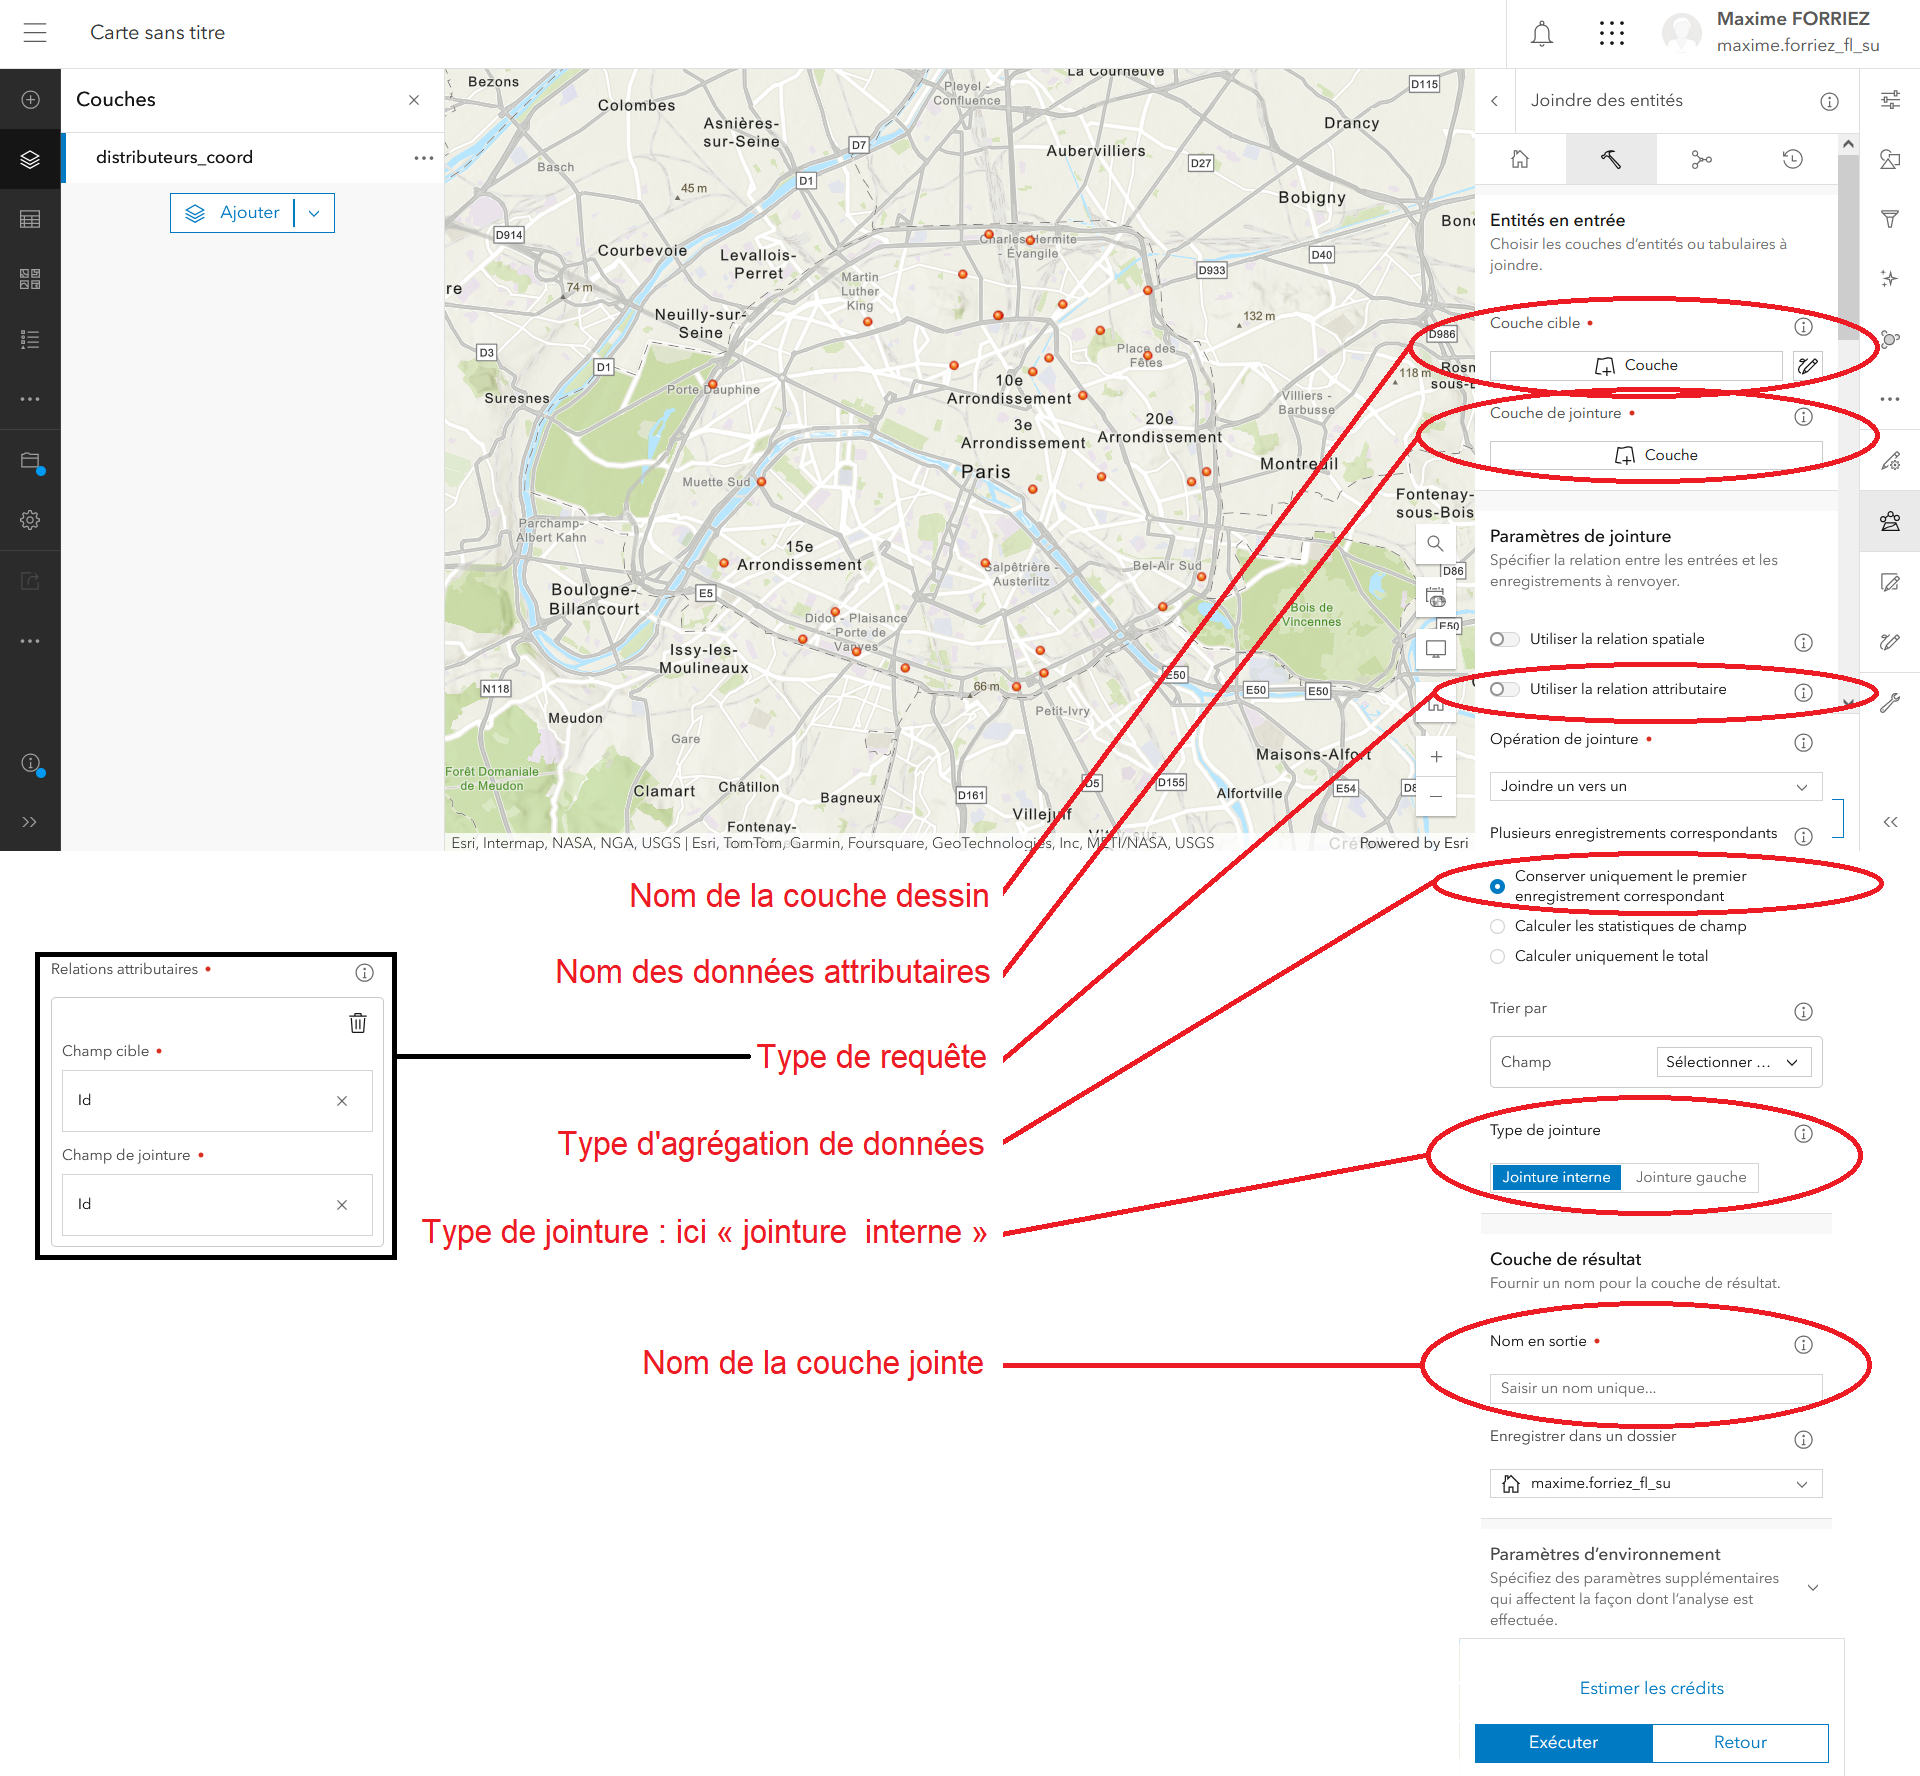 Carte sans titre
Maxime FORRIEZ
maxime.forriez_fl_su
Couches
distributeurs_coord
Ajouter
Bezons
Colombes
Asnières-
sur-Seine
Basch
45 m
D7
D1
D914
Courbevoie
Levallois-
Perret
74 m
Neuilly-sur-
Seine
D3
D1
Suresnes
Porte Dauphine
Martin
Luther
King
La Courneuve
Pleyel -
Confluence
D115
Drancy
Aubervilliers
D27
Bobigny
Charles Hermite
- Évangile
D40
D933
132 m
D986
Place des
Fêtes
118 m
10e
Arrondissement
3e
Arrondissement
20e
Arrondissement
Villiers -
Barbusse
Paris
Montreuil
Muette Sud
Fontenay-
sous-Bois
Parchamp-
Albert Kahn
15e
Arrondissement
Salpêtrière -
Austerlitz
Bel-Air Sud
D86
Boulogne-
Billancourt
E5
Bois de
Vincennes
Didot - Plaisance
- Porte de
Vanves
E50
Issy-les-
Moulineaux
N118
66 m
E50
E50
E50
Meudon
Petit-Ivry
Gare
Maisons-Alfort
Forêt Domaniale
de Meudon
Clamart
Châtillon
Bagneux
D161
D5
D155
Alfortville
E54
Villejuif
Fontenay-
Esri, Intermap, NASA, NGA, USGS | Esri, TomTom, Garmin, Foursquare, GeoTechnologies, Inc, METI/NASA, USGS
Powered by Esri
Joindre des entités
Entités en entrée
Choisir les couches d’entités ou tabulaires à
joindre.
Couche cible •
Couche
Couche de jointure •
Couche
Paramètres de jointure
Spécifier la relation entre les entrées et les
enregistrements à renvoyer.
Utiliser la relation spatiale
Utiliser la relation attributaire
Opération de jointure •
Joindre un vers un
Plusieurs enregistrements correspondants
Conserver uniquement le premier
enregistrement correspondant
Calculer les statistiques de champ
Calculer uniquement le total
Trier par
Champ
Sélectionner ...
Type de jointure
Jointure interne
Jointure gauche
Couche de résultat
Fournir un nom pour la couche de résultat.
Nom en sortie •
Saisir un nom unique...
Enregistrer dans un dossier
maxime.forriez_fl_su
Paramètres d’environnement
Spécifiez des paramètres supplémentaires
qui affectent la façon dont l’analyse est
effectuée.
Estimer les crédits
Exécuter
Retour
Nom de la couche dessin
Nom des données attributaires
Type de requête
Type d'agrégation de données
Type de jointure : ici « jointure interne »
Nom de la couche jointe
Relations attributaires •
Champ cible •
Id
Champ de jointure •
Id